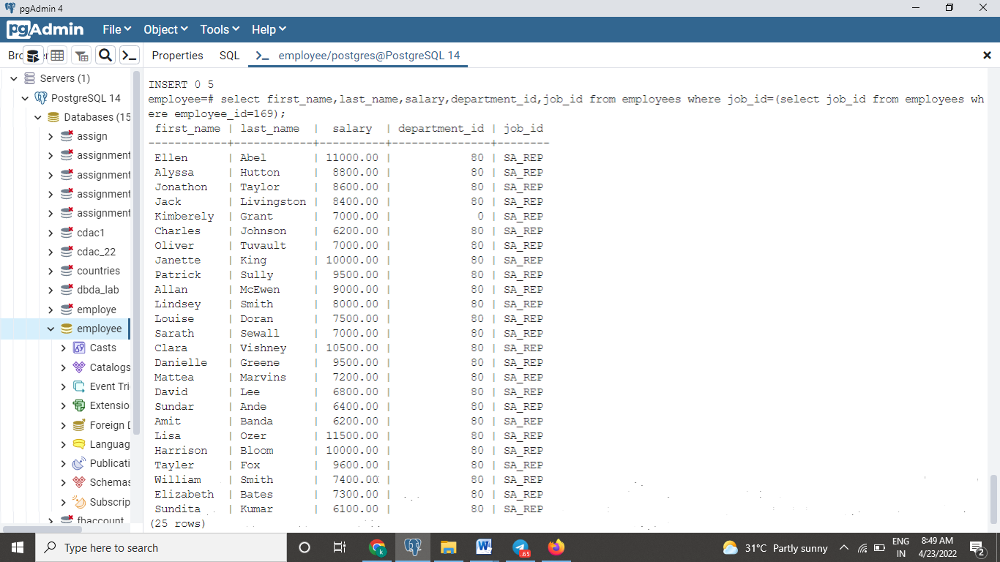 pgAdmin 4
pgAdmin File Object Tools Help
Properties SQL employee/postgres@PostgreSQL 14
Servers (1)
PostgreSQL 14
Databases (15
assign
assignment
assignment
assignment
assignment
cdac1
cdac_22
countries
dbda_lab
employe
employee
Casts
Catalogs
Event Tri
Extensio
Foreign D
Languag
Publicati
Schemas
Subscrip
fhaccount
INSERT 0 5
employee=# select first_name,last_name,salary,department_id,job_id from employees where job_id=(select job_id from employees wh
ere employee_id=169);
first_name | last_name | salary | department_id | job_id
------------+------------+----------+---------------+--------
Ellen | Abel | 11000.00 | 80 | SA_REP
Alyssa | Hutton | 8800.00 | 80 | SA_REP
Jonathon | Taylor | 8600.00 | 80 | SA_REP
Jack | Livingston | 8400.00 | 80 | SA_REP
Kimberely | Grant | 7000.00 | 0 | SA_REP
Charles | Johnson | 6200.00 | 80 | SA_REP
Oliver | Tuvault | 7000.00 | 80 | SA_REP
Janette | King | 10000.00 | 80 | SA_REP
Patrick | Sully | 9500.00 | 80 | SA_REP
Allan | McEwen | 9000.00 | 80 | SA_REP
Lindsey | Smith | 8000.00 | 80 | SA_REP
Louise | Doran | 7500.00 | 80 | SA_REP
Sarath | Sewall | 7000.00 | 80 | SA_REP
Clara | Vishney | 10500.00 | 80 | SA_REP
Danielle | Greene | 9500.00 | 80 | SA_REP
Mattea | Marvins | 7200.00 | 80 | SA_REP
David | Lee | 6800.00 | 80 | SA_REP
Sundar | Ande | 6400.00 | 80 | SA_REP
Amit | Banda | 6200.00 | 80 | SA_REP
Lisa | Ozer | 11500.00 | 80 | SA_REP
Harrison | Bloom | 10000.00 | 80 | SA_REP
Tayler | Fox | 9600.00 | 80 | SA_REP
William | Smith | 7400.00 | 80 | SA_REP
Elizabeth | Bates | 7300.00 | 80 | SA_REP
Sundita | Kumar | 6100.00 | 80 | SA_REP
(25 rows)
Type here to search
.65
31°C Partly sunny
ENG
IN
8:49 AM
4/23/2022
2